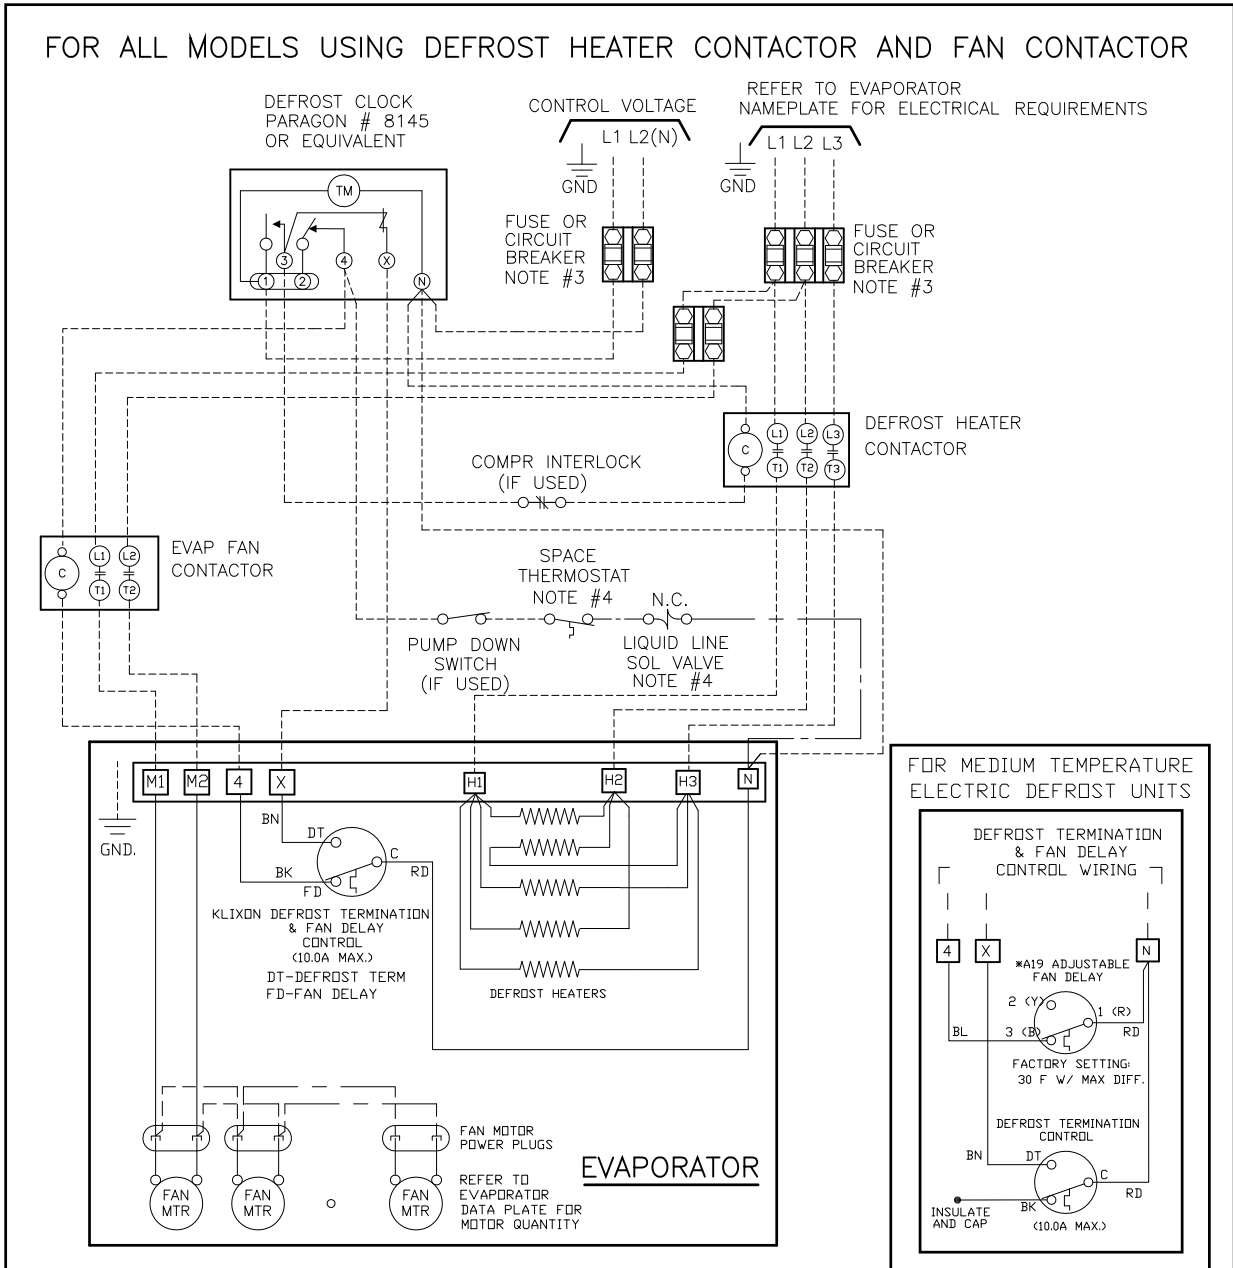 FOR ALL MODELS USING DEFROST HEATER CONTACTOR AND FAN CONTACTOR
DEFROST CLOCK
PARAGON # 8145
OR EQUIVALENT
CONTROL VOLTAGE
L1 L2(N)
GND
REFER TO EVAPORATOR
NAMEPLATE FOR ELECTRICAL REQUIREMENTS
L1 L2 L3
GND
TM
3
4
X
1
2
N
FUSE OR
CIRCUIT
BREAKER
NOTE #3
FUSE OR
CIRCUIT
BREAKER
NOTE #3
C
L1
L2
L3
T1
T2
T3
DEFROST HEATER
CONTACTOR
COMPR INTERLOCK
(IF USED)
C
L1
L2
T1
T2
EVAP FAN
CONTACTOR
SPACE
THERMOSTAT
NOTE #4
N.C.
PUMP DOWN
SWITCH
(IF USED)
LIQUID LINE
SOL VALVE
NOTE #4
M1
M2
4
X
H1
H2
H3
N
GND.
BN
DT
C
RD
BK
FD
KLIXON DEFROST TERMINATION
& FAN DELAY
CONTROL
(10.0A MAX.)
DT-DEFROST TERM
FD-FAN DELAY
DEFROST HEATERS
FAN MOTOR
POWER PLUGS
FAN
MTR
FAN
MTR
FAN
MTR
REFER TO
EVAPORATOR
DATA PLATE FOR
MOTOR QUANTITY
EVAPORATOR
FOR MEDIUM TEMPERATURE
ELECTRIC DEFROST UNITS
DEFROST TERMINATION
& FAN DELAY
CONTROL WIRING
4
X
N
*A19 ADJUSTABLE
FAN DELAY
2 (Y)
1 (R)
3 (B)
BL
RD
FACTORY SETTING:
30 F W/ MAX DIFF.
DEFROST TERMINATION
CONTROL
BN
DT
C
RD
BK
INSULATE
AND CAP
(10.0A MAX.)